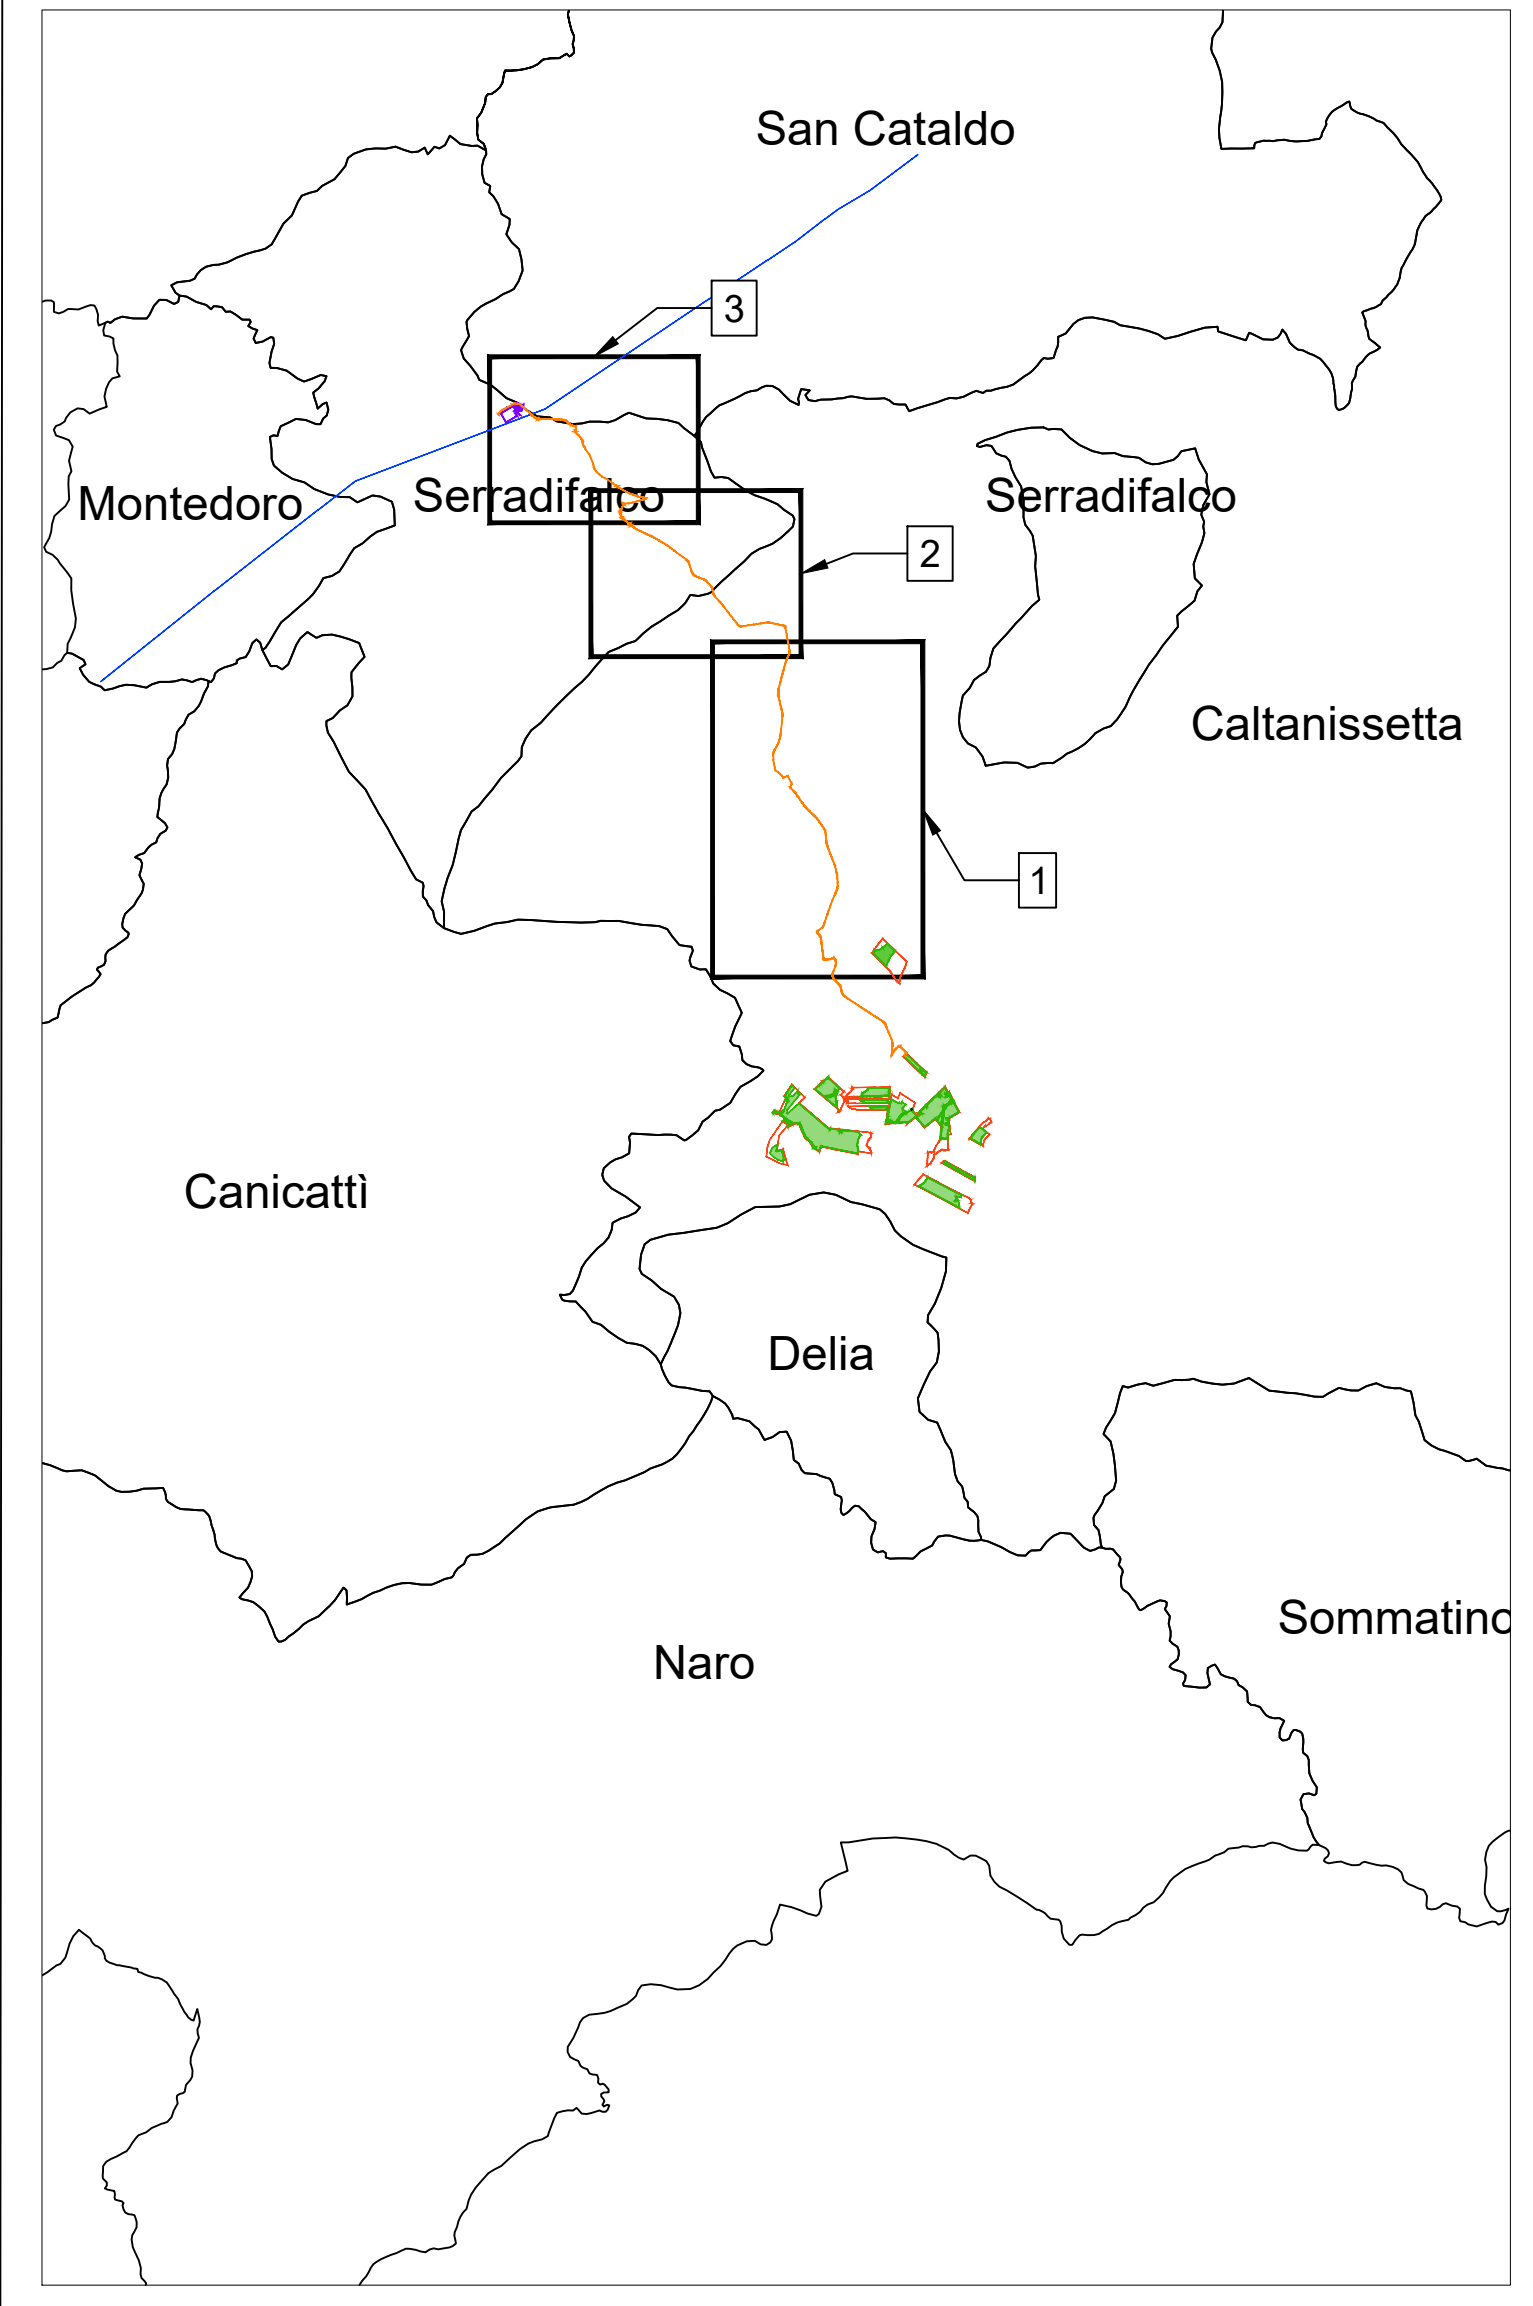 San Cataldo
3
Montedoro
Serradifalco
Serradifalco
2
Caltanissetta
1
Canicattì
Delia
Sommatino
Naro